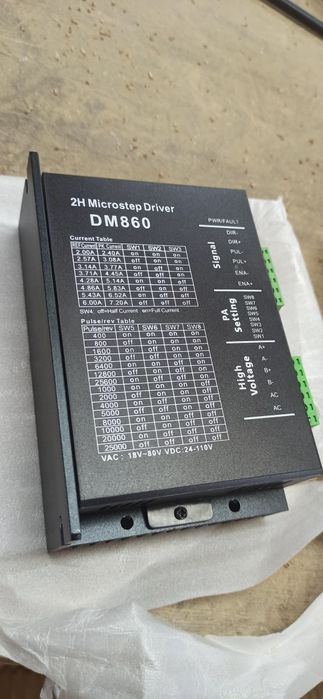 2H Microstep Driver
DM860
Current Table
REF Current PK Current SW1 SW2 SW3
2.00A 2.40A on on on
2.57A 3.08A off on on
3.14A 3.77A on off on
3.71A 4.45A off off on
4.28A 5.14A on on off
4.86A 5.83A off on off
5.43A 6.52A on off off
6.00A 7.20A off off off
SW4: off=Half Current on=Full Current
Pulse/rev Table
Pulse/rev SW5 SW6 SW7 SW8
400 on on on on
800 off on on on
1600 on off on on
3200 off off on on
6400 on on off on
12800 off on off on
25600 on off off on
1000 off off off on
2000 on on on off
4000 off on on off
5000 on off on off
8000 off off on off
10000 on on off off
20000 off on off off
25000 on off off off
VAC: 18V~80V VDC:24-110V
PWR/FAULT
Signal
DIR-
DIR+
PUL-
PUL+
ENA-
ENA+
PA Setting
SW8
SW7
SW6
SW5
SW4
SW3
SW2
SW1
High Voltage
A+
A-
B+
B-
AC
AC